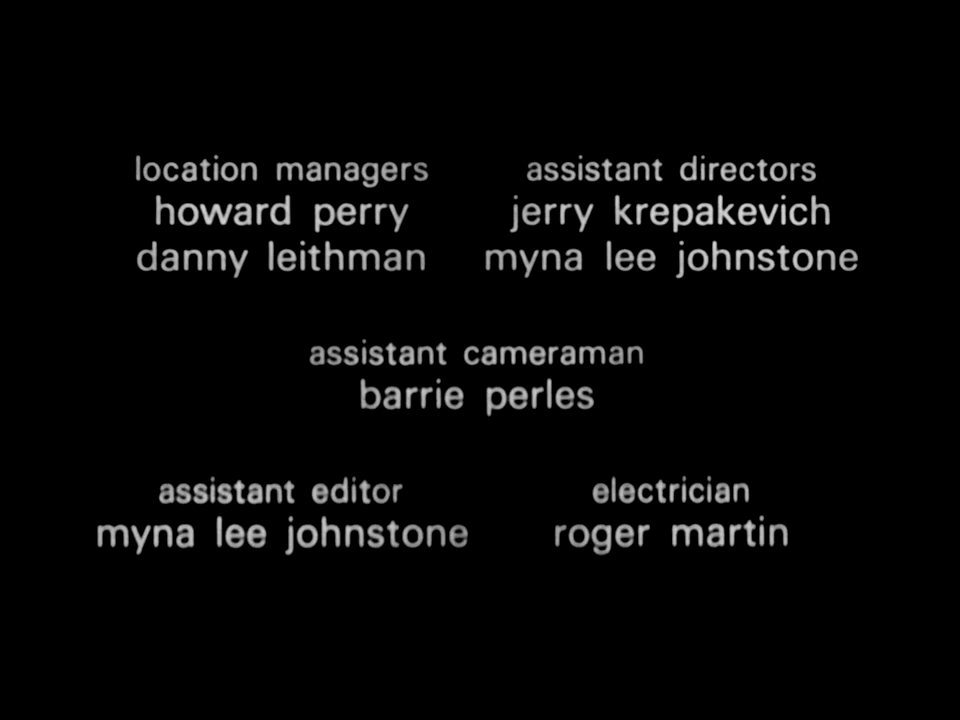 location managers
howard perry
danny leithman
assistant directors
jerry krepakevich
myna lee johnstone
assistant cameraman
barrie perles
assistant editor
myna lee johnstone
electrician
roger martin